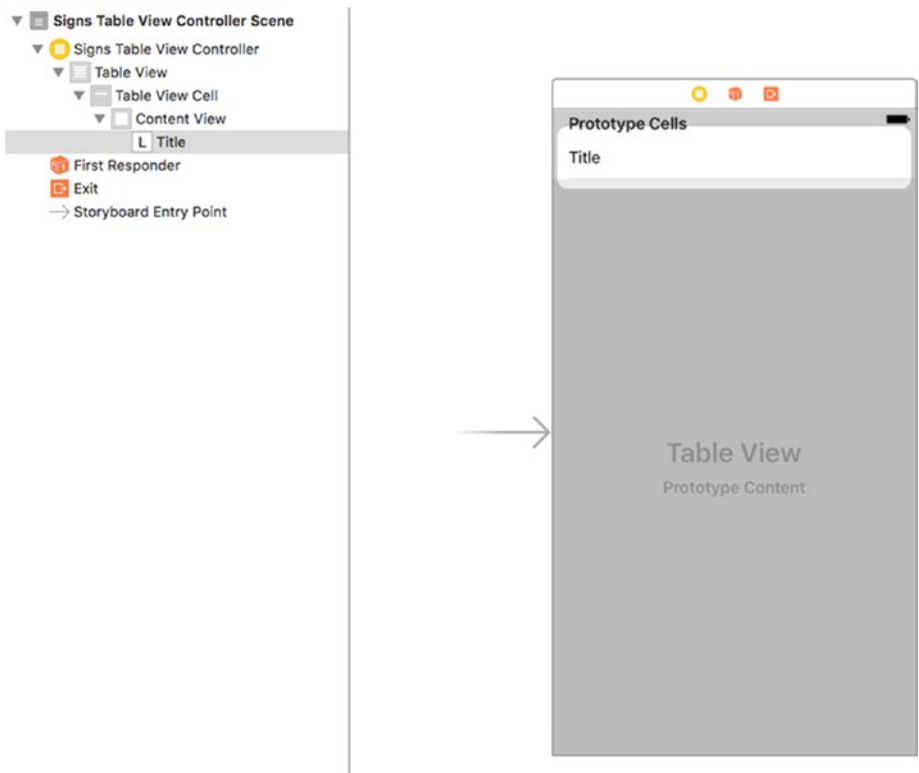 Signs Table View Controller Scene
Signs Table View Controller
Table View
Table View Cell
Content View
L Title
First Responder
Exit
Storyboard Entry Point
Prototype Cells
Title
Table View
Prototype Content